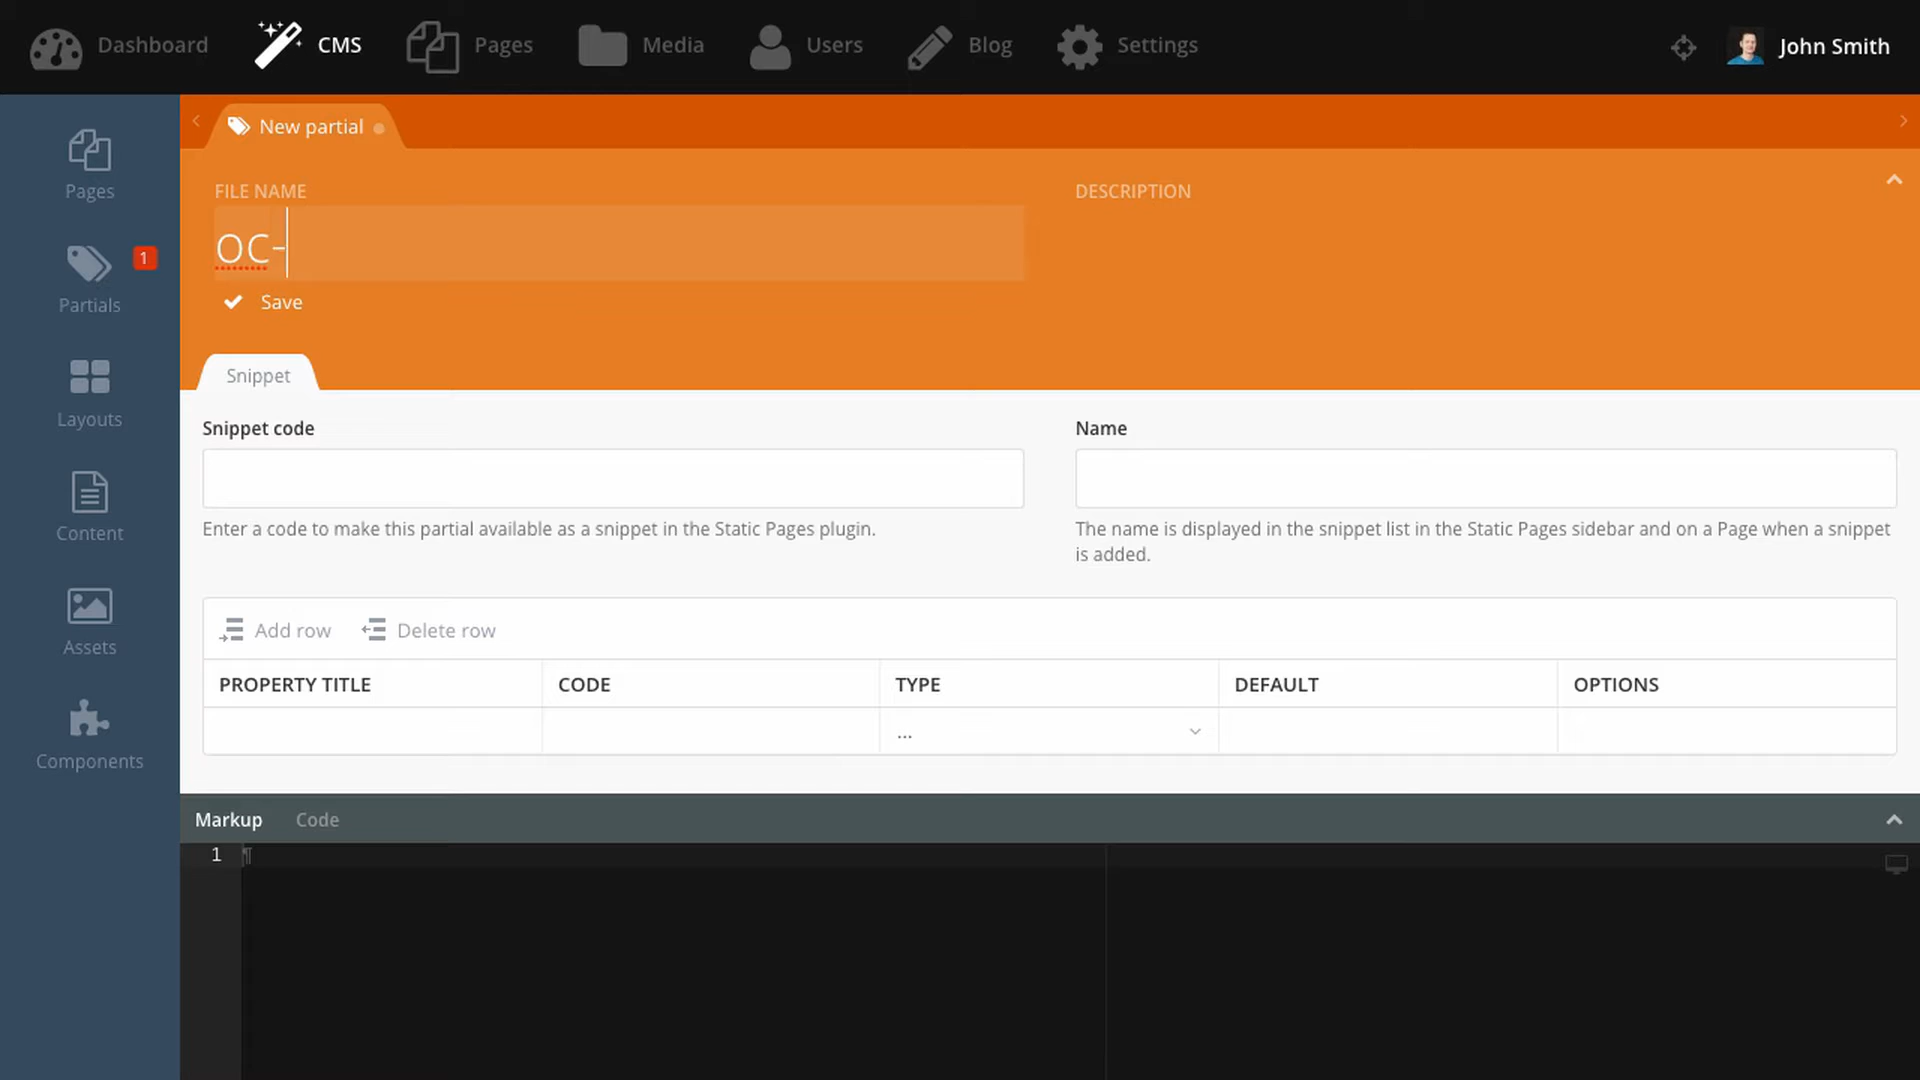 Dashboard CMS Pages Media Users Blog Settings John Smith
New partial
Pages
FILE NAME DESCRIPTION
oc-
1
Partials
Save
Snippet
Layouts
Snippet code Name
Enter a code to make this partial available as a snippet in the Static Pages plugin.
The name is displayed in the snippet list in the Static Pages sidebar and on a Page when a snippet
is added.
Content
Add row Delete row
Assets
PROPERTY TITLE CODE TYPE DEFAULT OPTIONS
...
Components
Markup Code
1 ¶